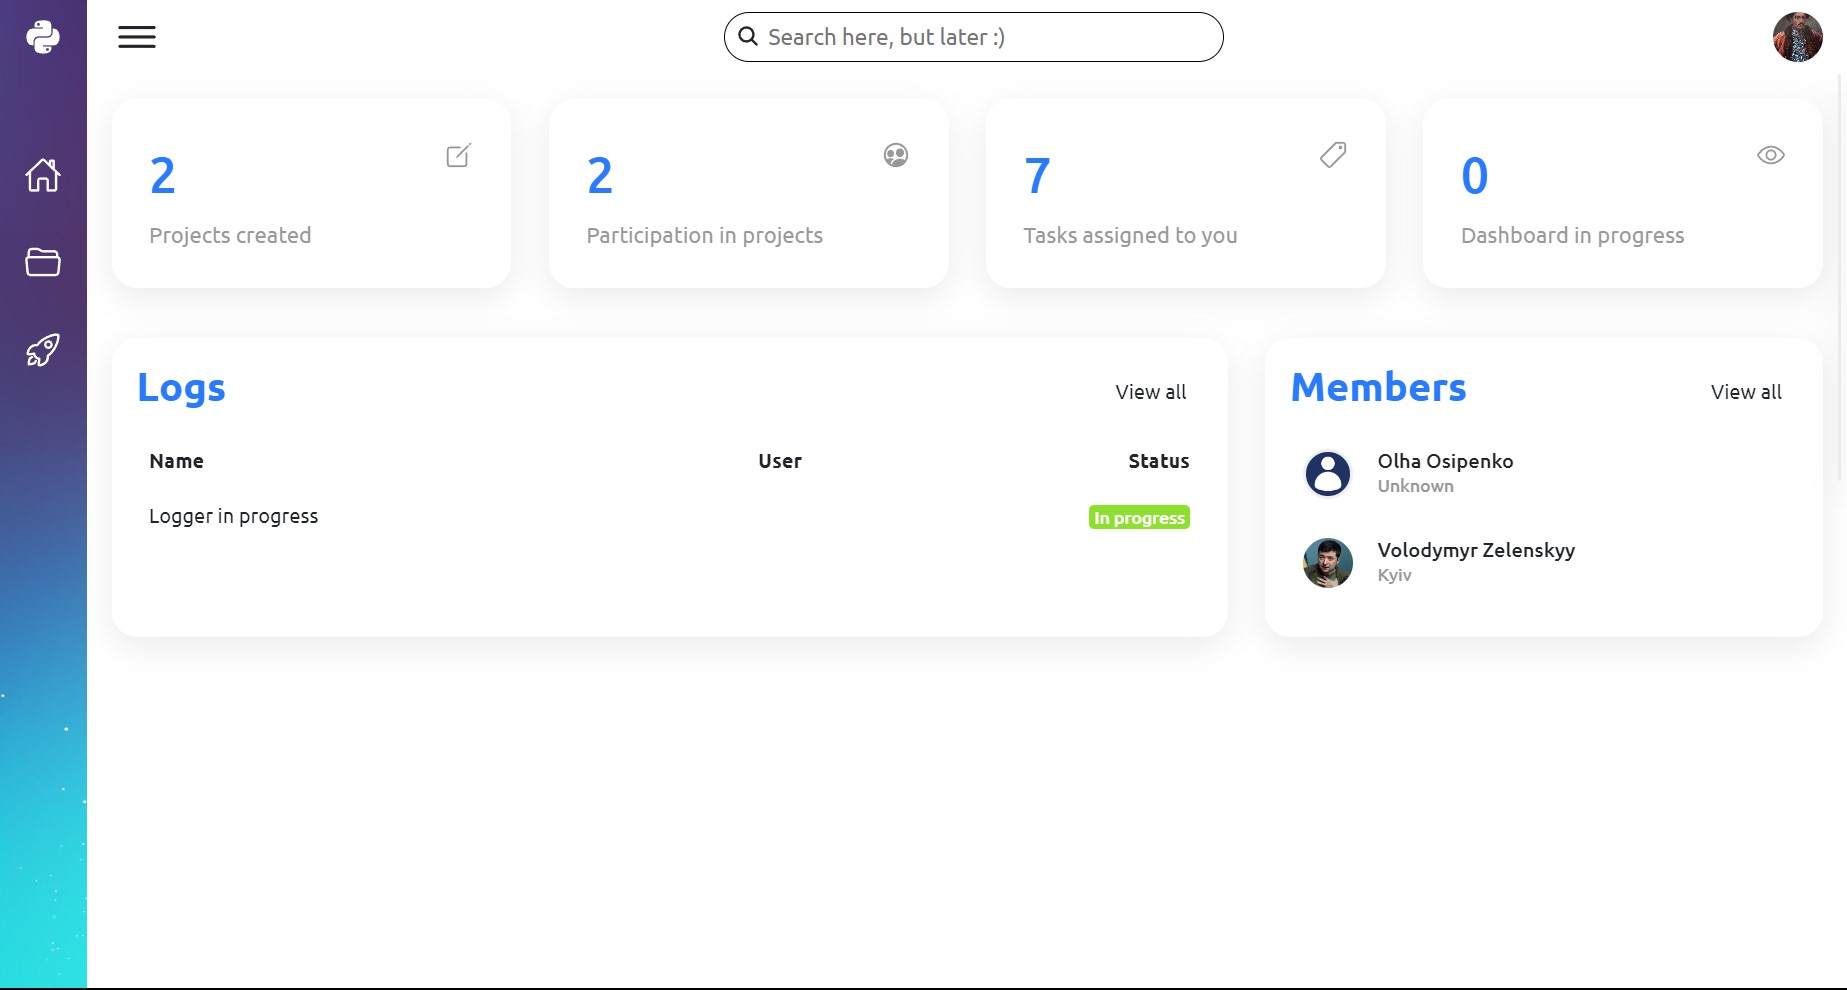 Search here, but later :)
2
Projects created
2
Participation in projects
7
Tasks assigned to you
0
Dashboard in progress
Logs
View all
Name User Status
Logger in progress In progress
Members
View all
Olha Osipenko
Unknown
Volodymyr Zelenskyy
Kyiv